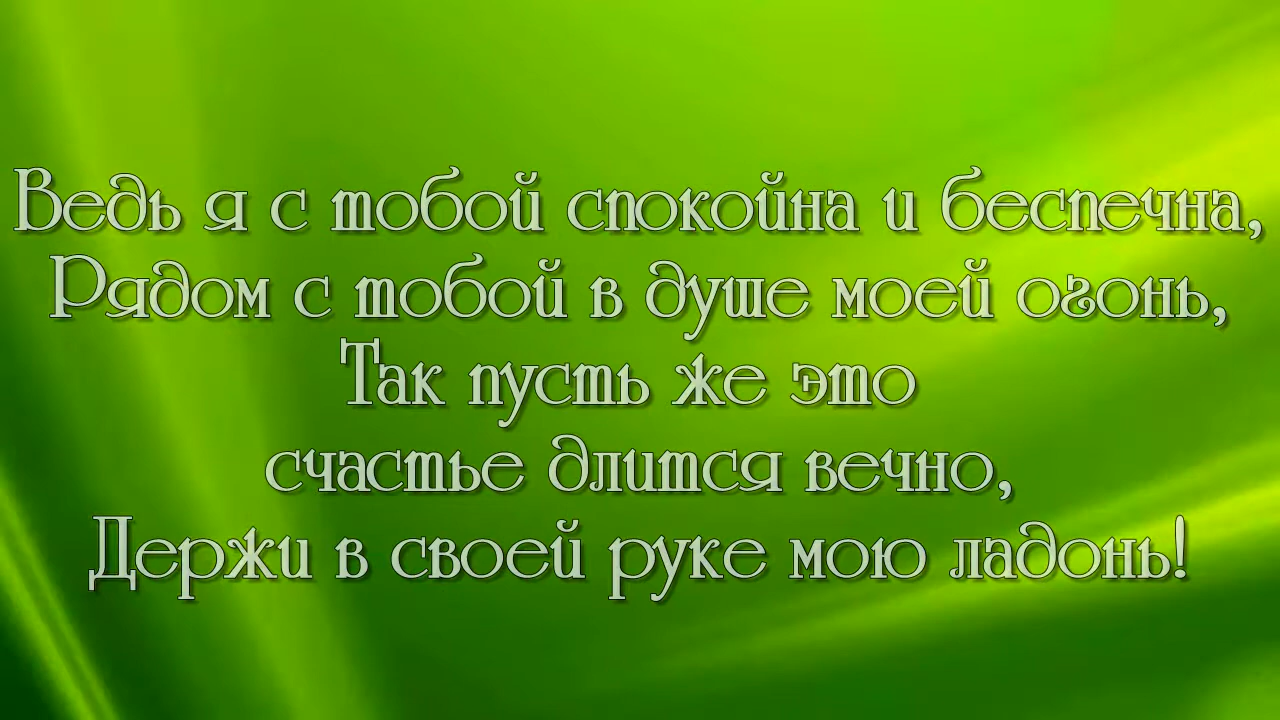 Ведь я с тобой спокойна и беспечна,
Рядом с тобой в душе моей огонь,
Так пусть же это
счастье длится вечно,
Держи в своей руке мою ладонь!